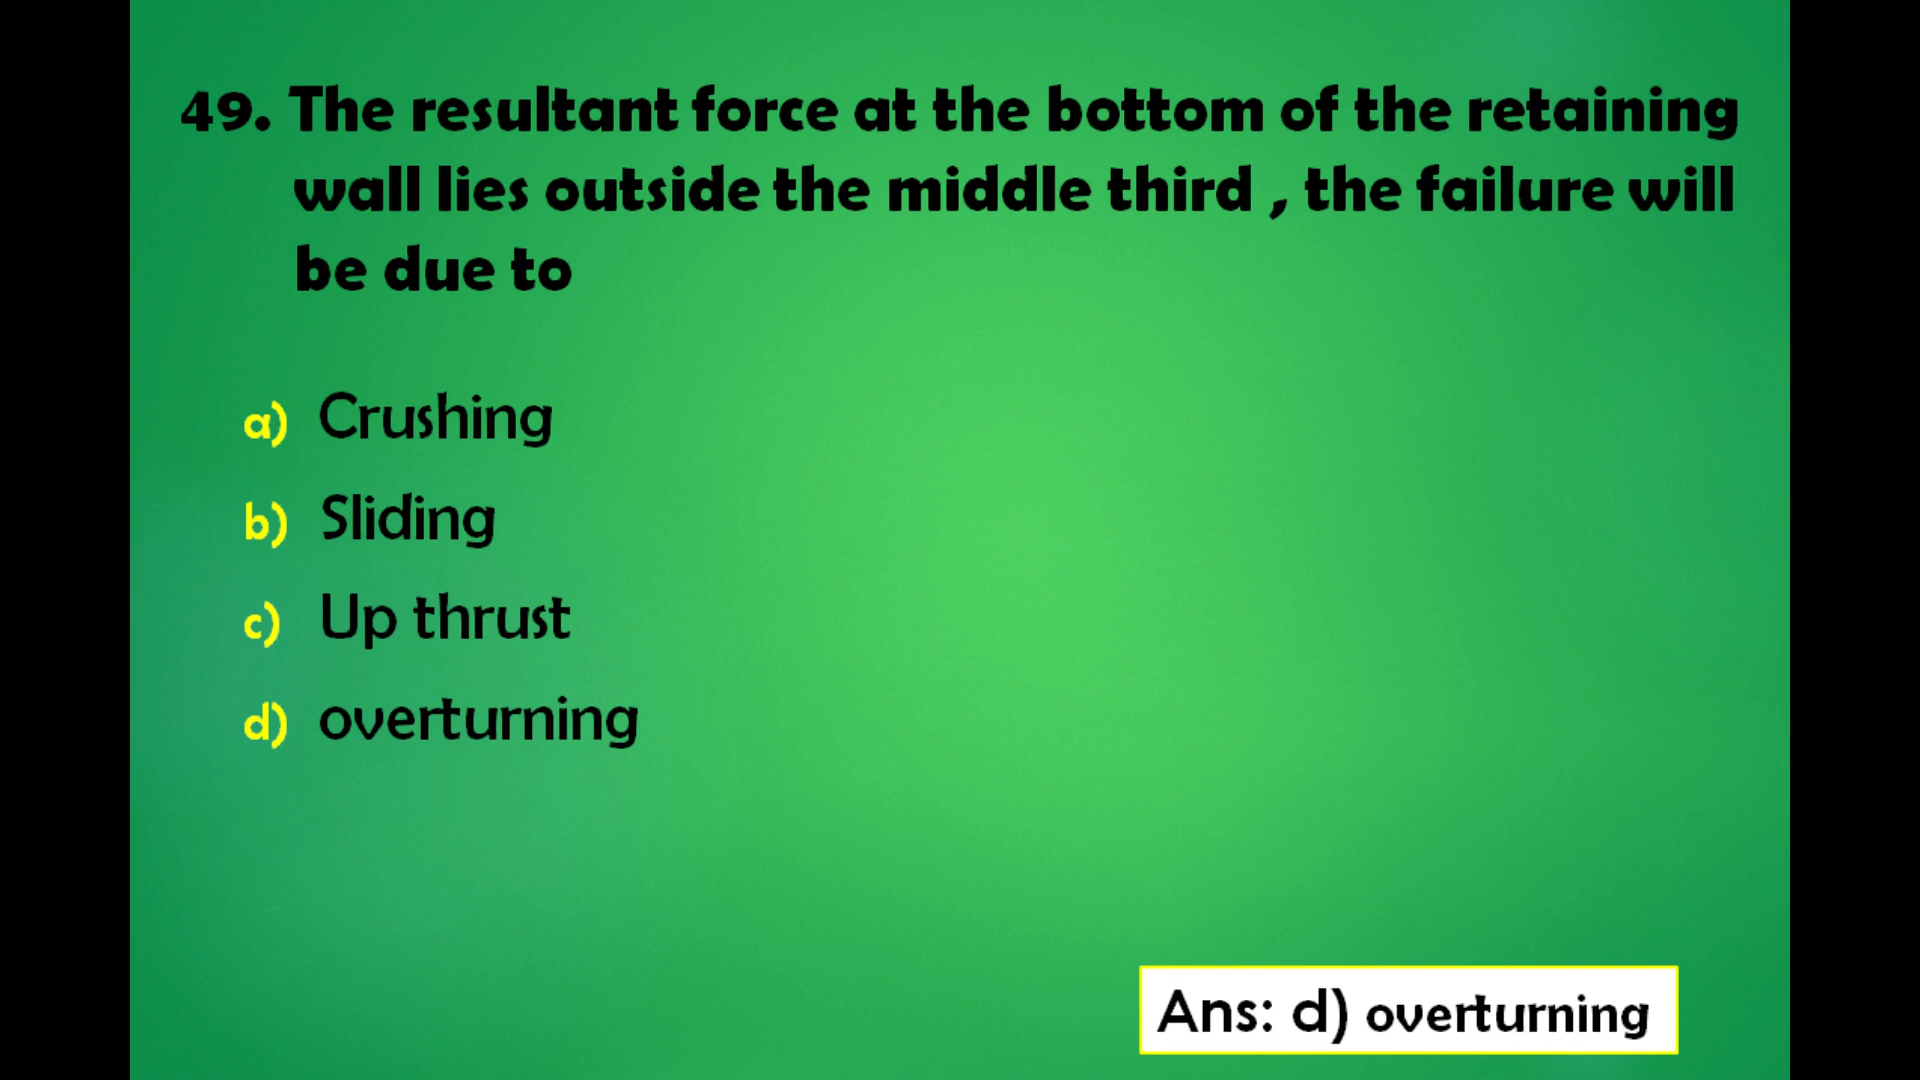 49. The resultant force at the bottom of the retaining
wall lies outside the middle third , the failure will
be due to
a) Crushing
b) Sliding
c) Up thrust
d) overturning
Ans: d) overturning